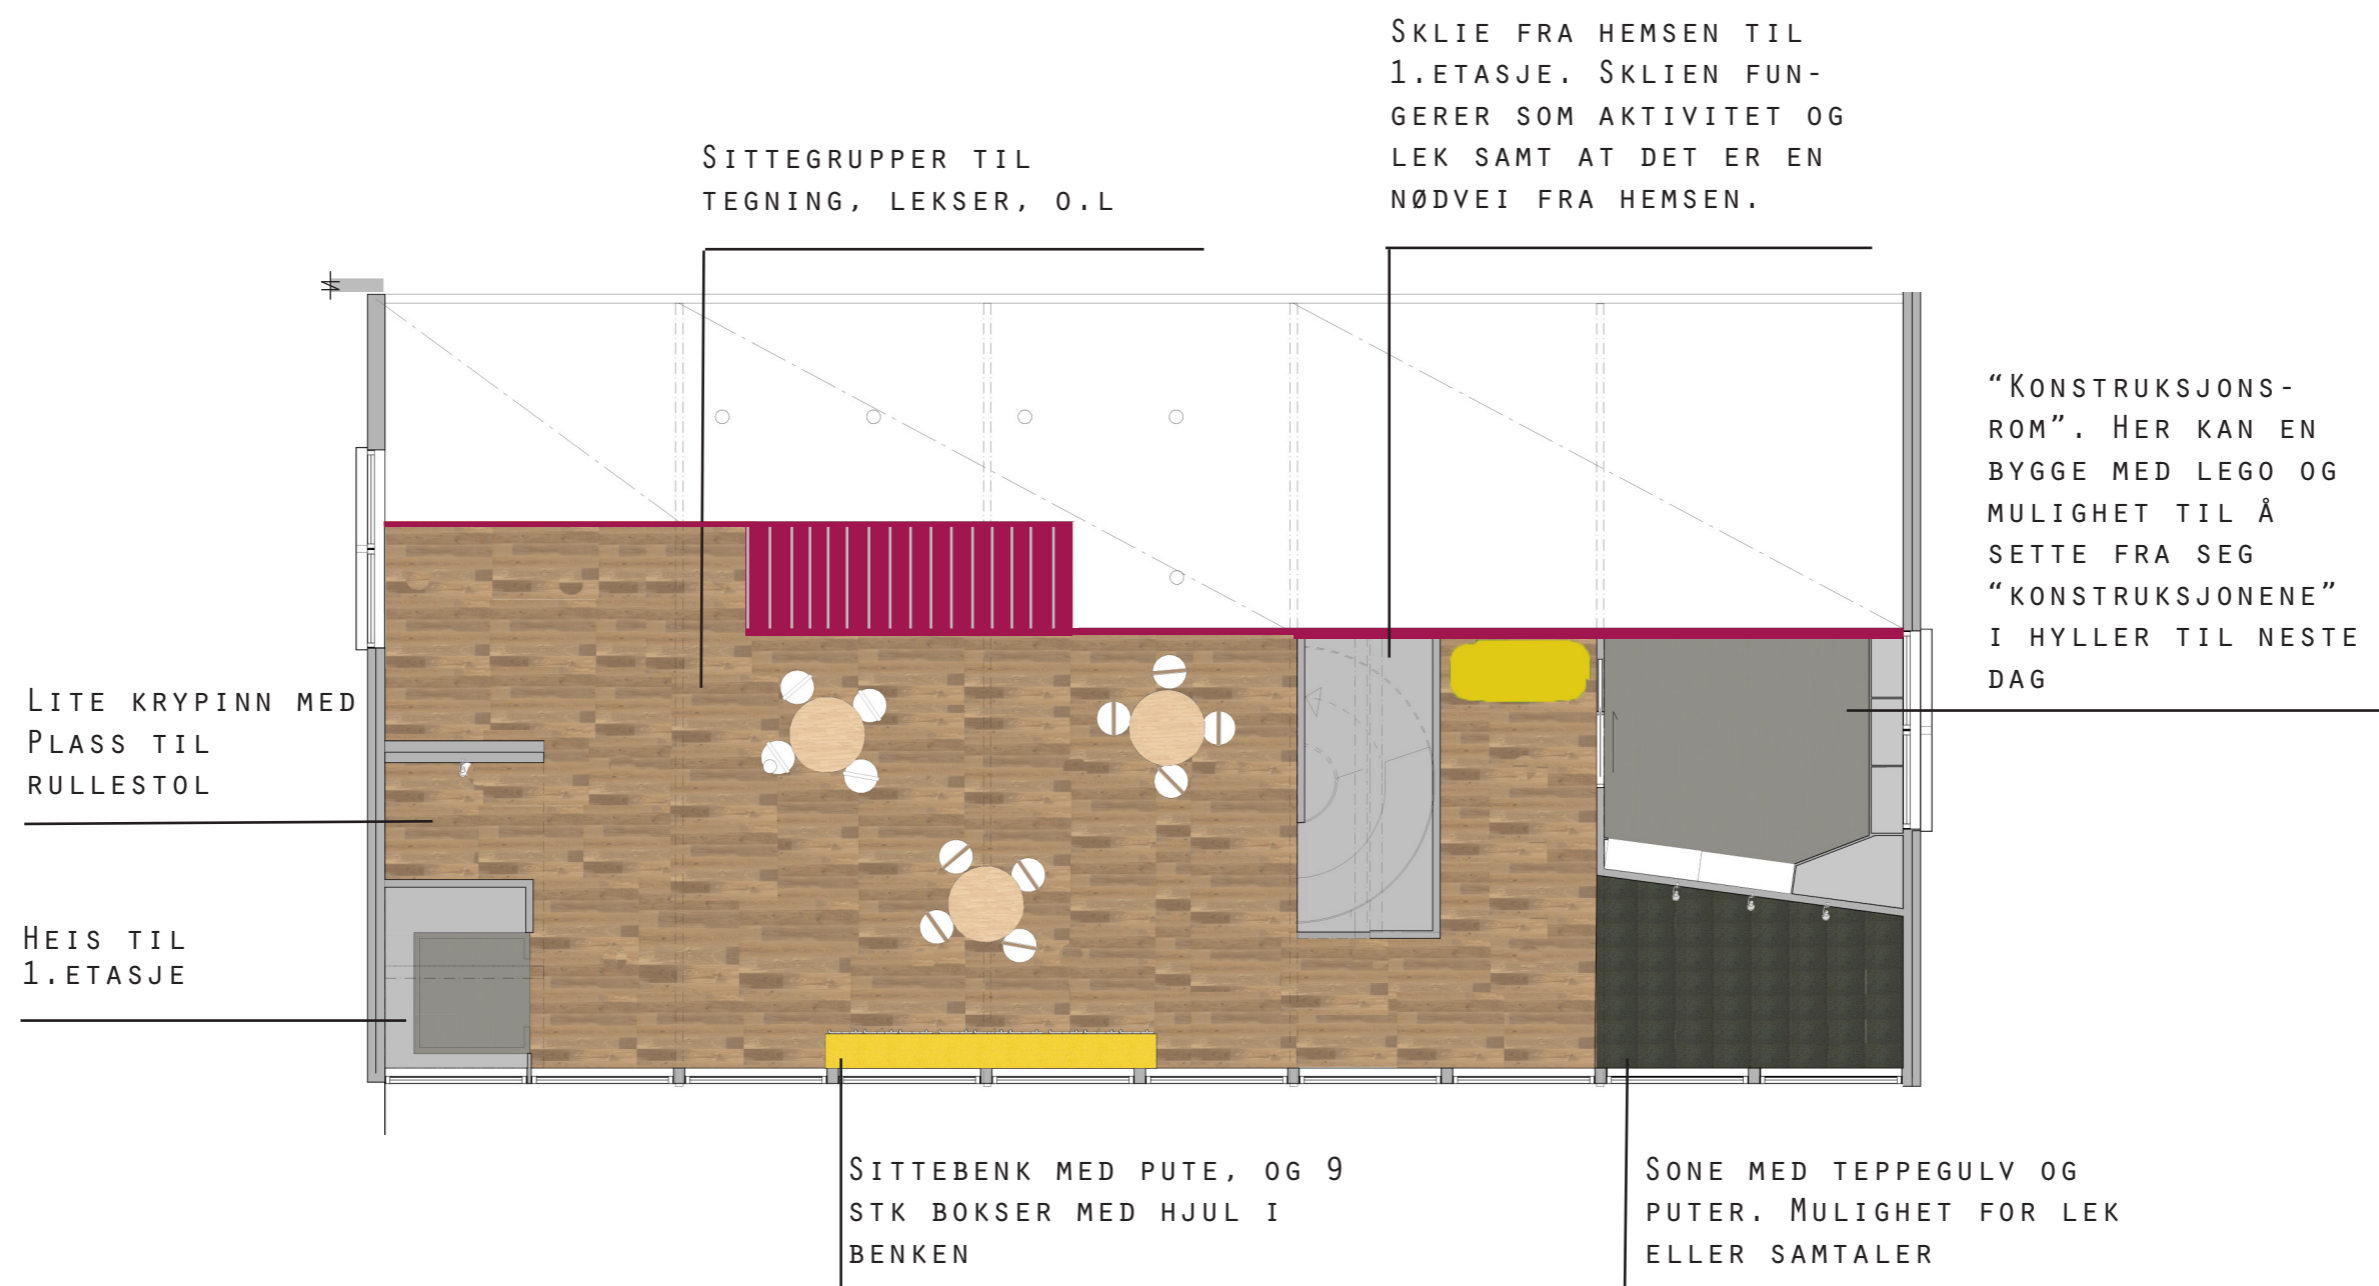 Sklie fra hemsen til
1.etasje. Sklien fun-
gerer som aktivitet og
lek samt at det er en
nødvei fra hemsen.
Sittegrupper til
tegning, lekser, o.l
“Konstruksjons-
rom”. Her kan en
bygge med lego og
mulighet til å
sette fra seg
“konstruksjonene”
i hyller til neste
dag
Lite krypinn med
Plass til
rullestol
Heis til
1.etasje
Sittebenk med pute, og 9
stk bokser med hjul i
benken
Sone med teppegulv og
puter. Mulighet for lek
eller samtaler